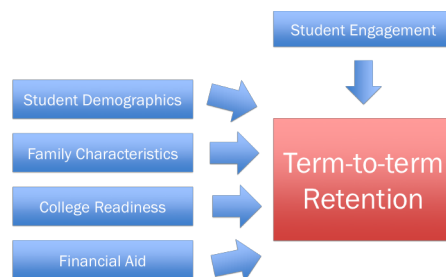 Student Engagement
Student Demographics
Family Characteristics
College Readiness
Financial Aid
Term-to-term
Retention